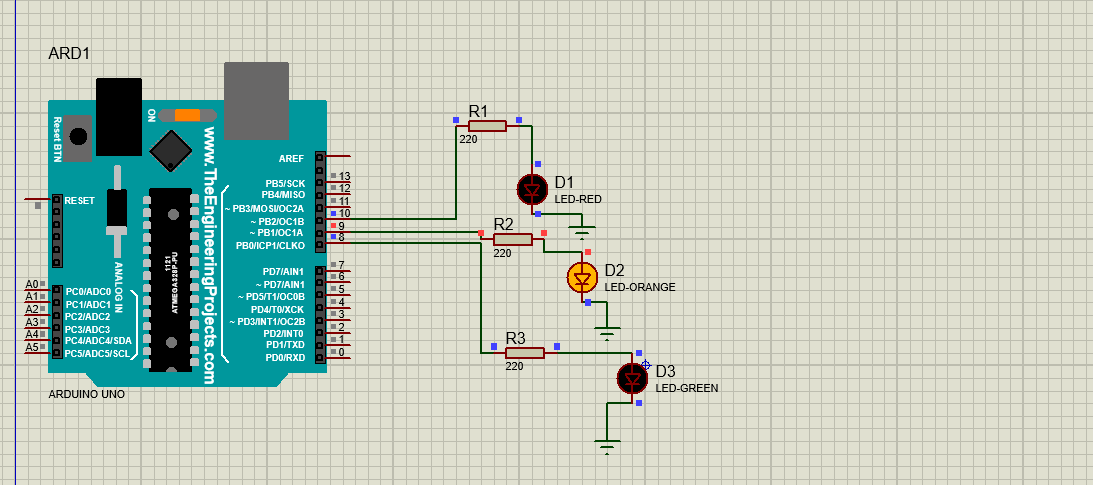 ARD1
ON
Reset BTN
www.TheEngineeringProjects.com
RESET
AREF
PB5/SCK 13
PB4/MISO 12
~ PB3/MOSI/OC2A 11
~ PB2/OC1B 10
~ PB1/OC1A 9
PB0/ICP1/CLKO 8
PD7/AIN1 7
~ PD7/AIN1 6
~ PD5/T1/OC0B 5
PD4/T0/XCK 4
~ PD3/INT1/OC2B 3
PD2/INT0 2
PD1/TXD 1
PD0/RXD 0
1121
ATMEGA328P-PU
ANALOG IN
A0 PC0/ADC0
A1 PC1/ADC1
A2 PC2/ADC2
A3 PC3/ADC3
A4 PC4/ADC4/SDA
A5 PC5/ADC5/SCL
ARDUINO UNO
R1
220
D1
LED-RED
R2
220
D2
LED-ORANGE
R3
220
D3
LED-GREEN